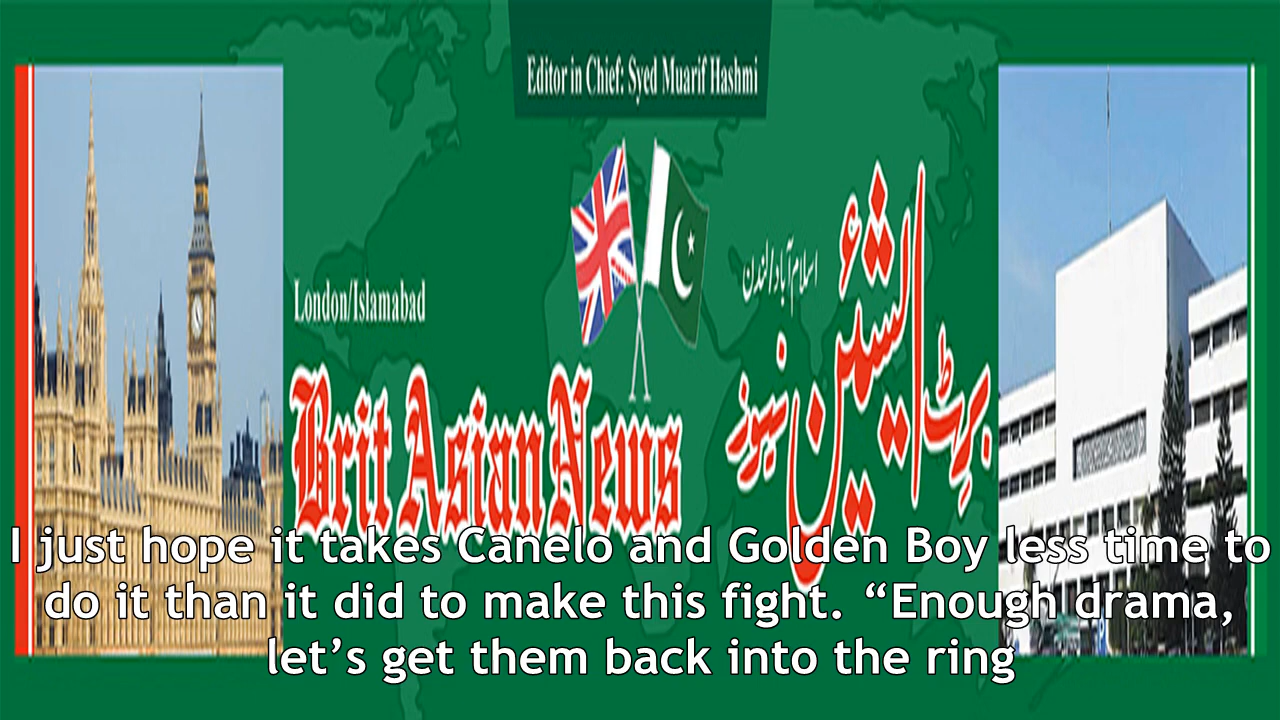 Editor in Chief: Syed Muarif Hashmi
London/Islamabad
اسلام آباد/لندن
Brit Asian News
برٹ ایشئین نیوز
I just hope it takes Canelo and Golden Boy less time to
do it than it did to make this fight. “Enough drama,
let’s get them back into the ring